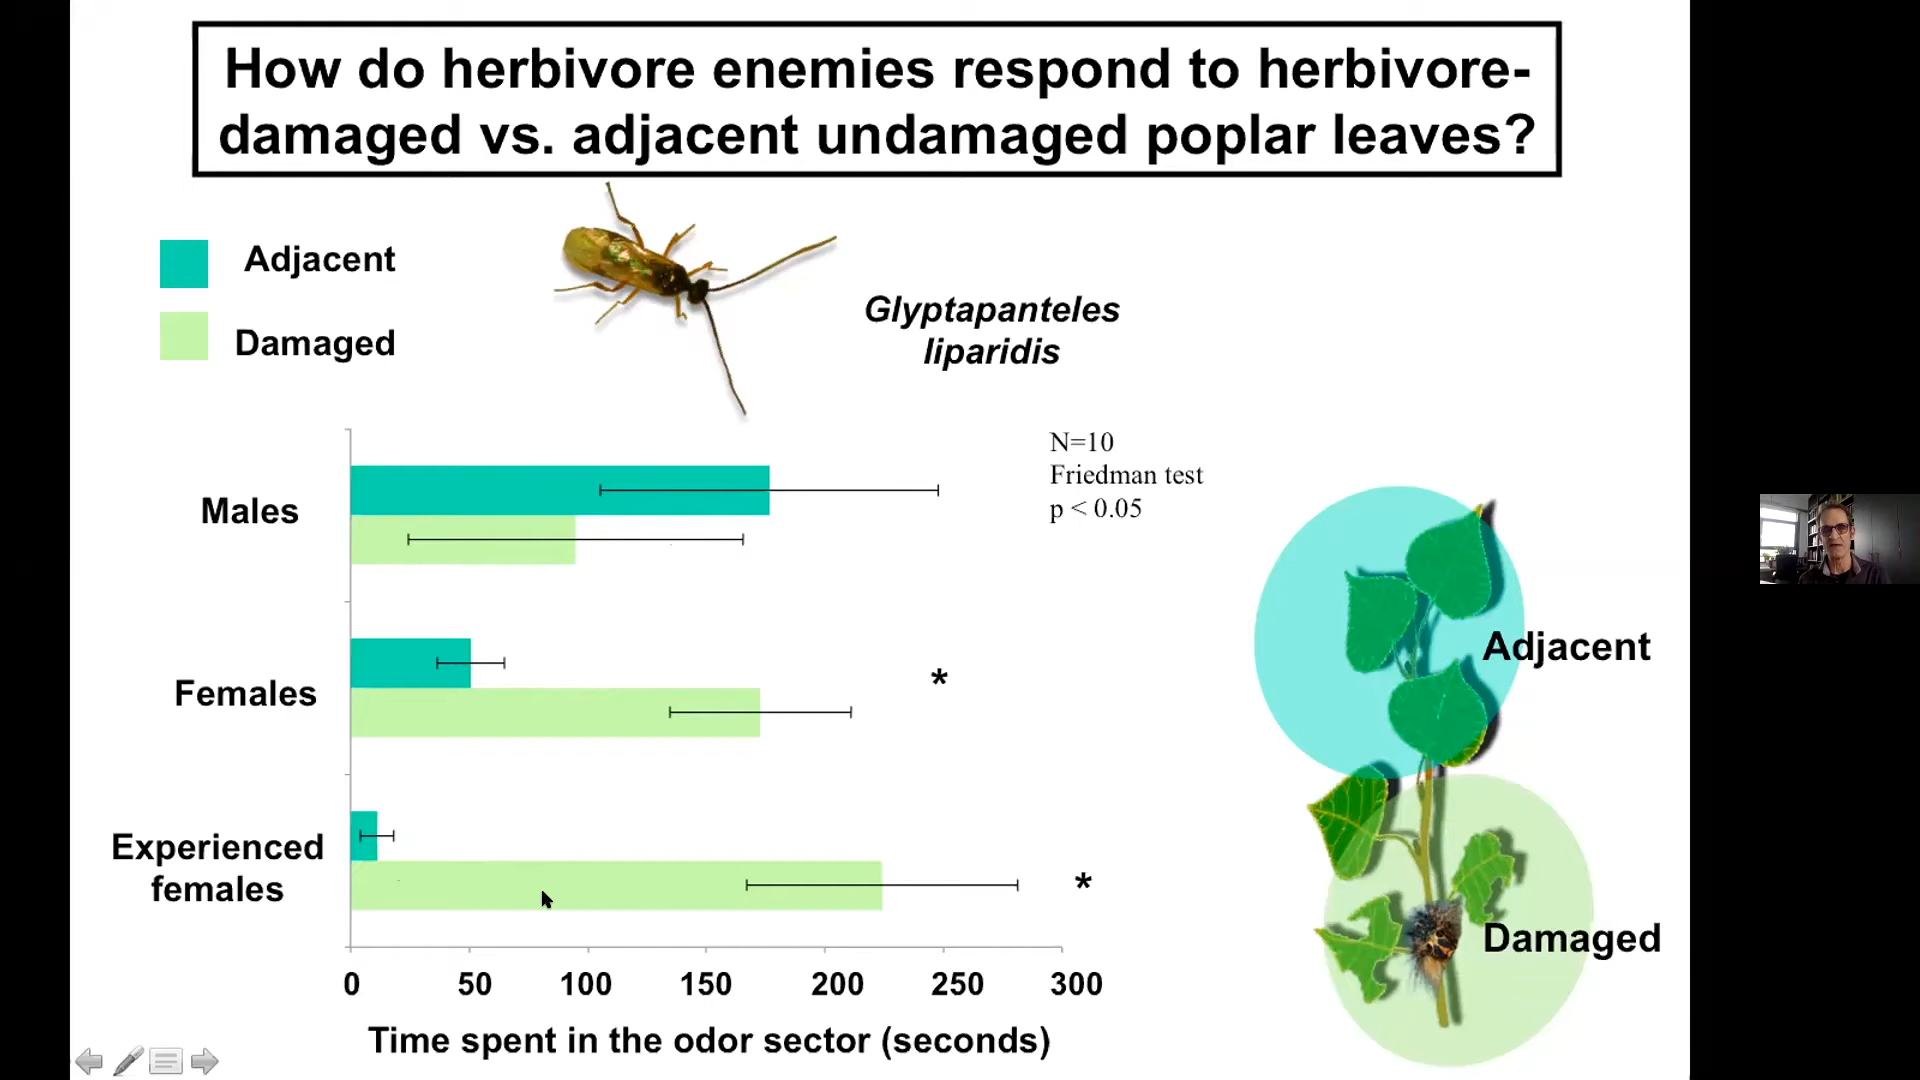 How do herbivore enemies respond to herbivore-
damaged vs. adjacent undamaged poplar leaves?
Adjacent
Damaged
Glyptapanteles
liparidis
N=10
Friedman test
p < 0.05
Males
Females
*
Experienced
females
*
0 50 100 150 200 250 300
Time spent in the odor sector (seconds)
Adjacent
Damaged